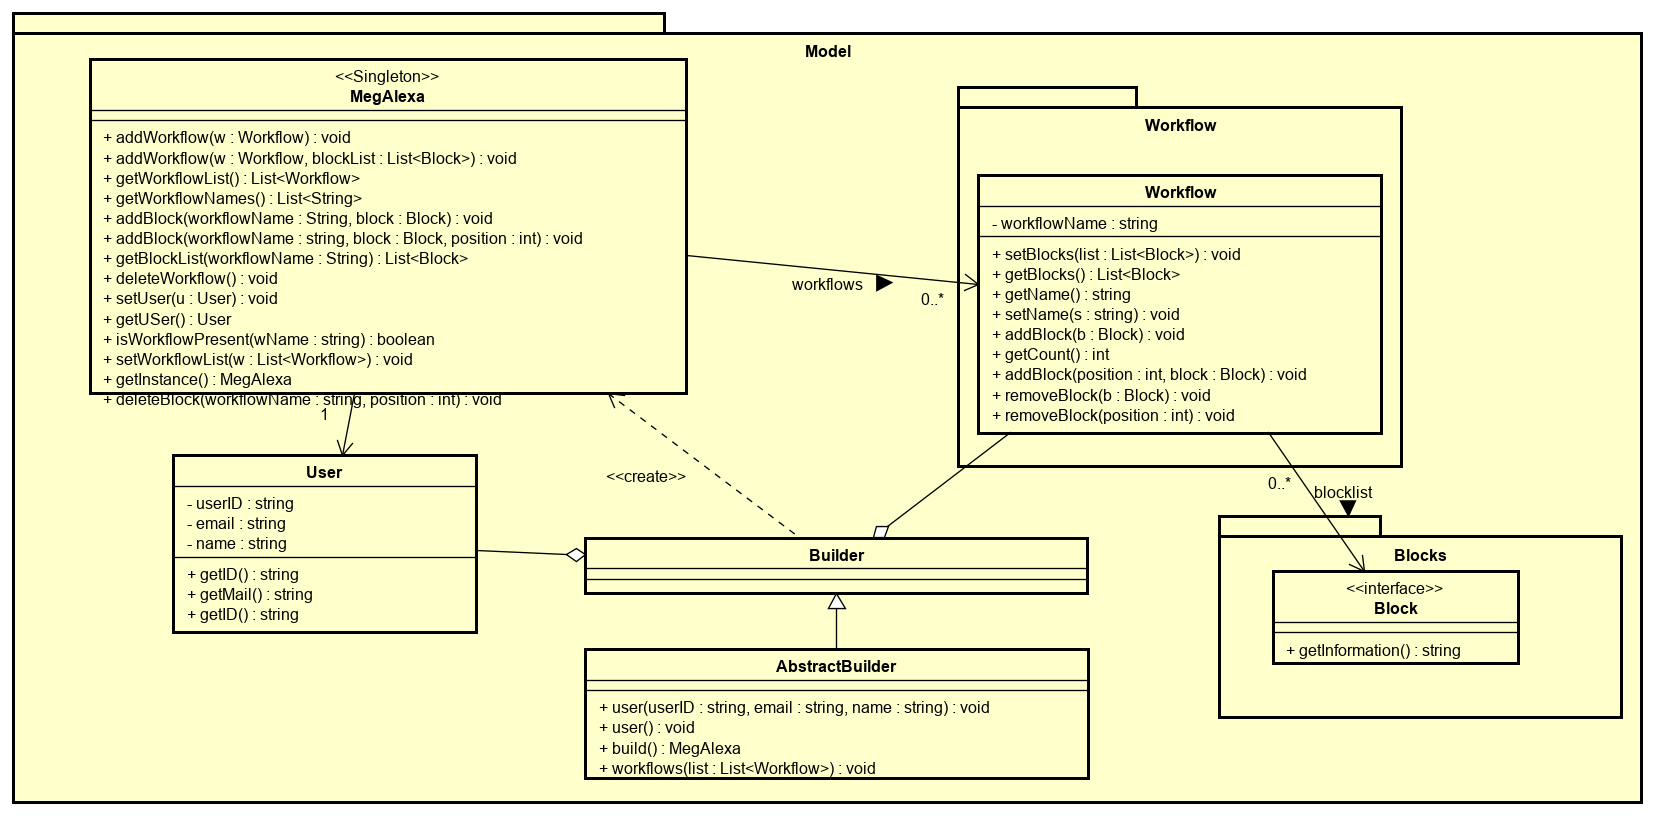 Model
<<Singleton>>
MegAlexa
+ addWorkflow(w : Workflow) : void
+ addWorkflow(w : Workflow, blockList : List<Block>) : void
+ getWorkflowList() : List<Workflow>
+ getWorkflowNames() : List<String>
+ addBlock(workflowName : String, block : Block) : void
+ addBlock(workflowName : string, block : Block, position : int) : void
+ getBlockList(workflowName : String) : List<Block>
+ deleteWorkflow() : void
+ setUser(u : User) : void
+ getUSer() : User
+ isWorkflowPresent(wName : string) : boolean
+ setWorkflowList(w : List<Workflow>) : void
+ getInstance() : MegAlexa
+ deleteBlock(workflowName : string, position : int) : void
workflows
0..*
Workflow
Workflow
- workflowName : string
+ setBlocks(list : List<Block>) : void
+ getBlocks() : List<Block>
+ getName() : string
+ setName(s : string) : void
+ addBlock(b : Block) : void
+ getCount() : int
+ addBlock(position : int, block : Block) : void
+ removeBlock(b : Block) : void
+ removeBlock(position : int) : void
1
User
- userID : string
- email : string
- name : string
+ getID() : string
+ getMail() : string
+ getID() : string
<<create>>
0..*
blocklist
Builder
AbstractBuilder
+ user(userID : string, email : string, name : string) : void
+ user() : void
+ build() : MegAlexa
+ workflows(list : List<Workflow>) : void
Blocks
<<interface>>
Block
+ getInformation() : string